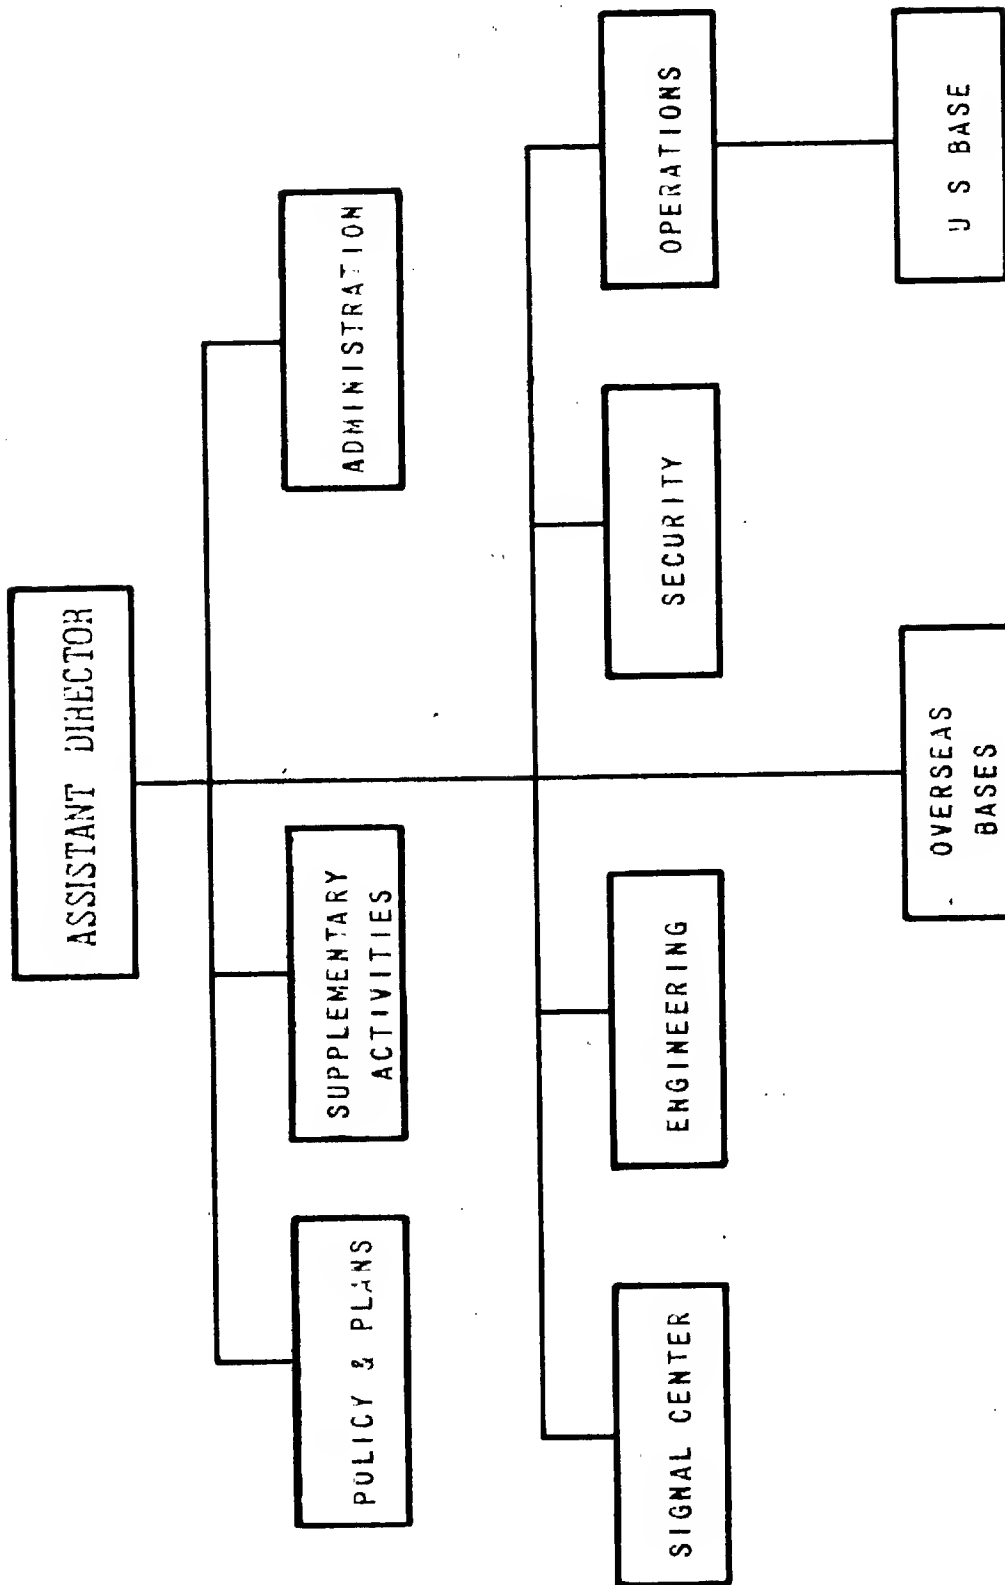 ASSISTANT DIRECTOR
POLICY & PLANS
SUPPLEMENTARY
ACTIVITIES
ADMINISTRATION
SIGNAL CENTER
ENGINEERING
SECURITY
OPERATIONS
OVERSEAS
BASES
U S BASE